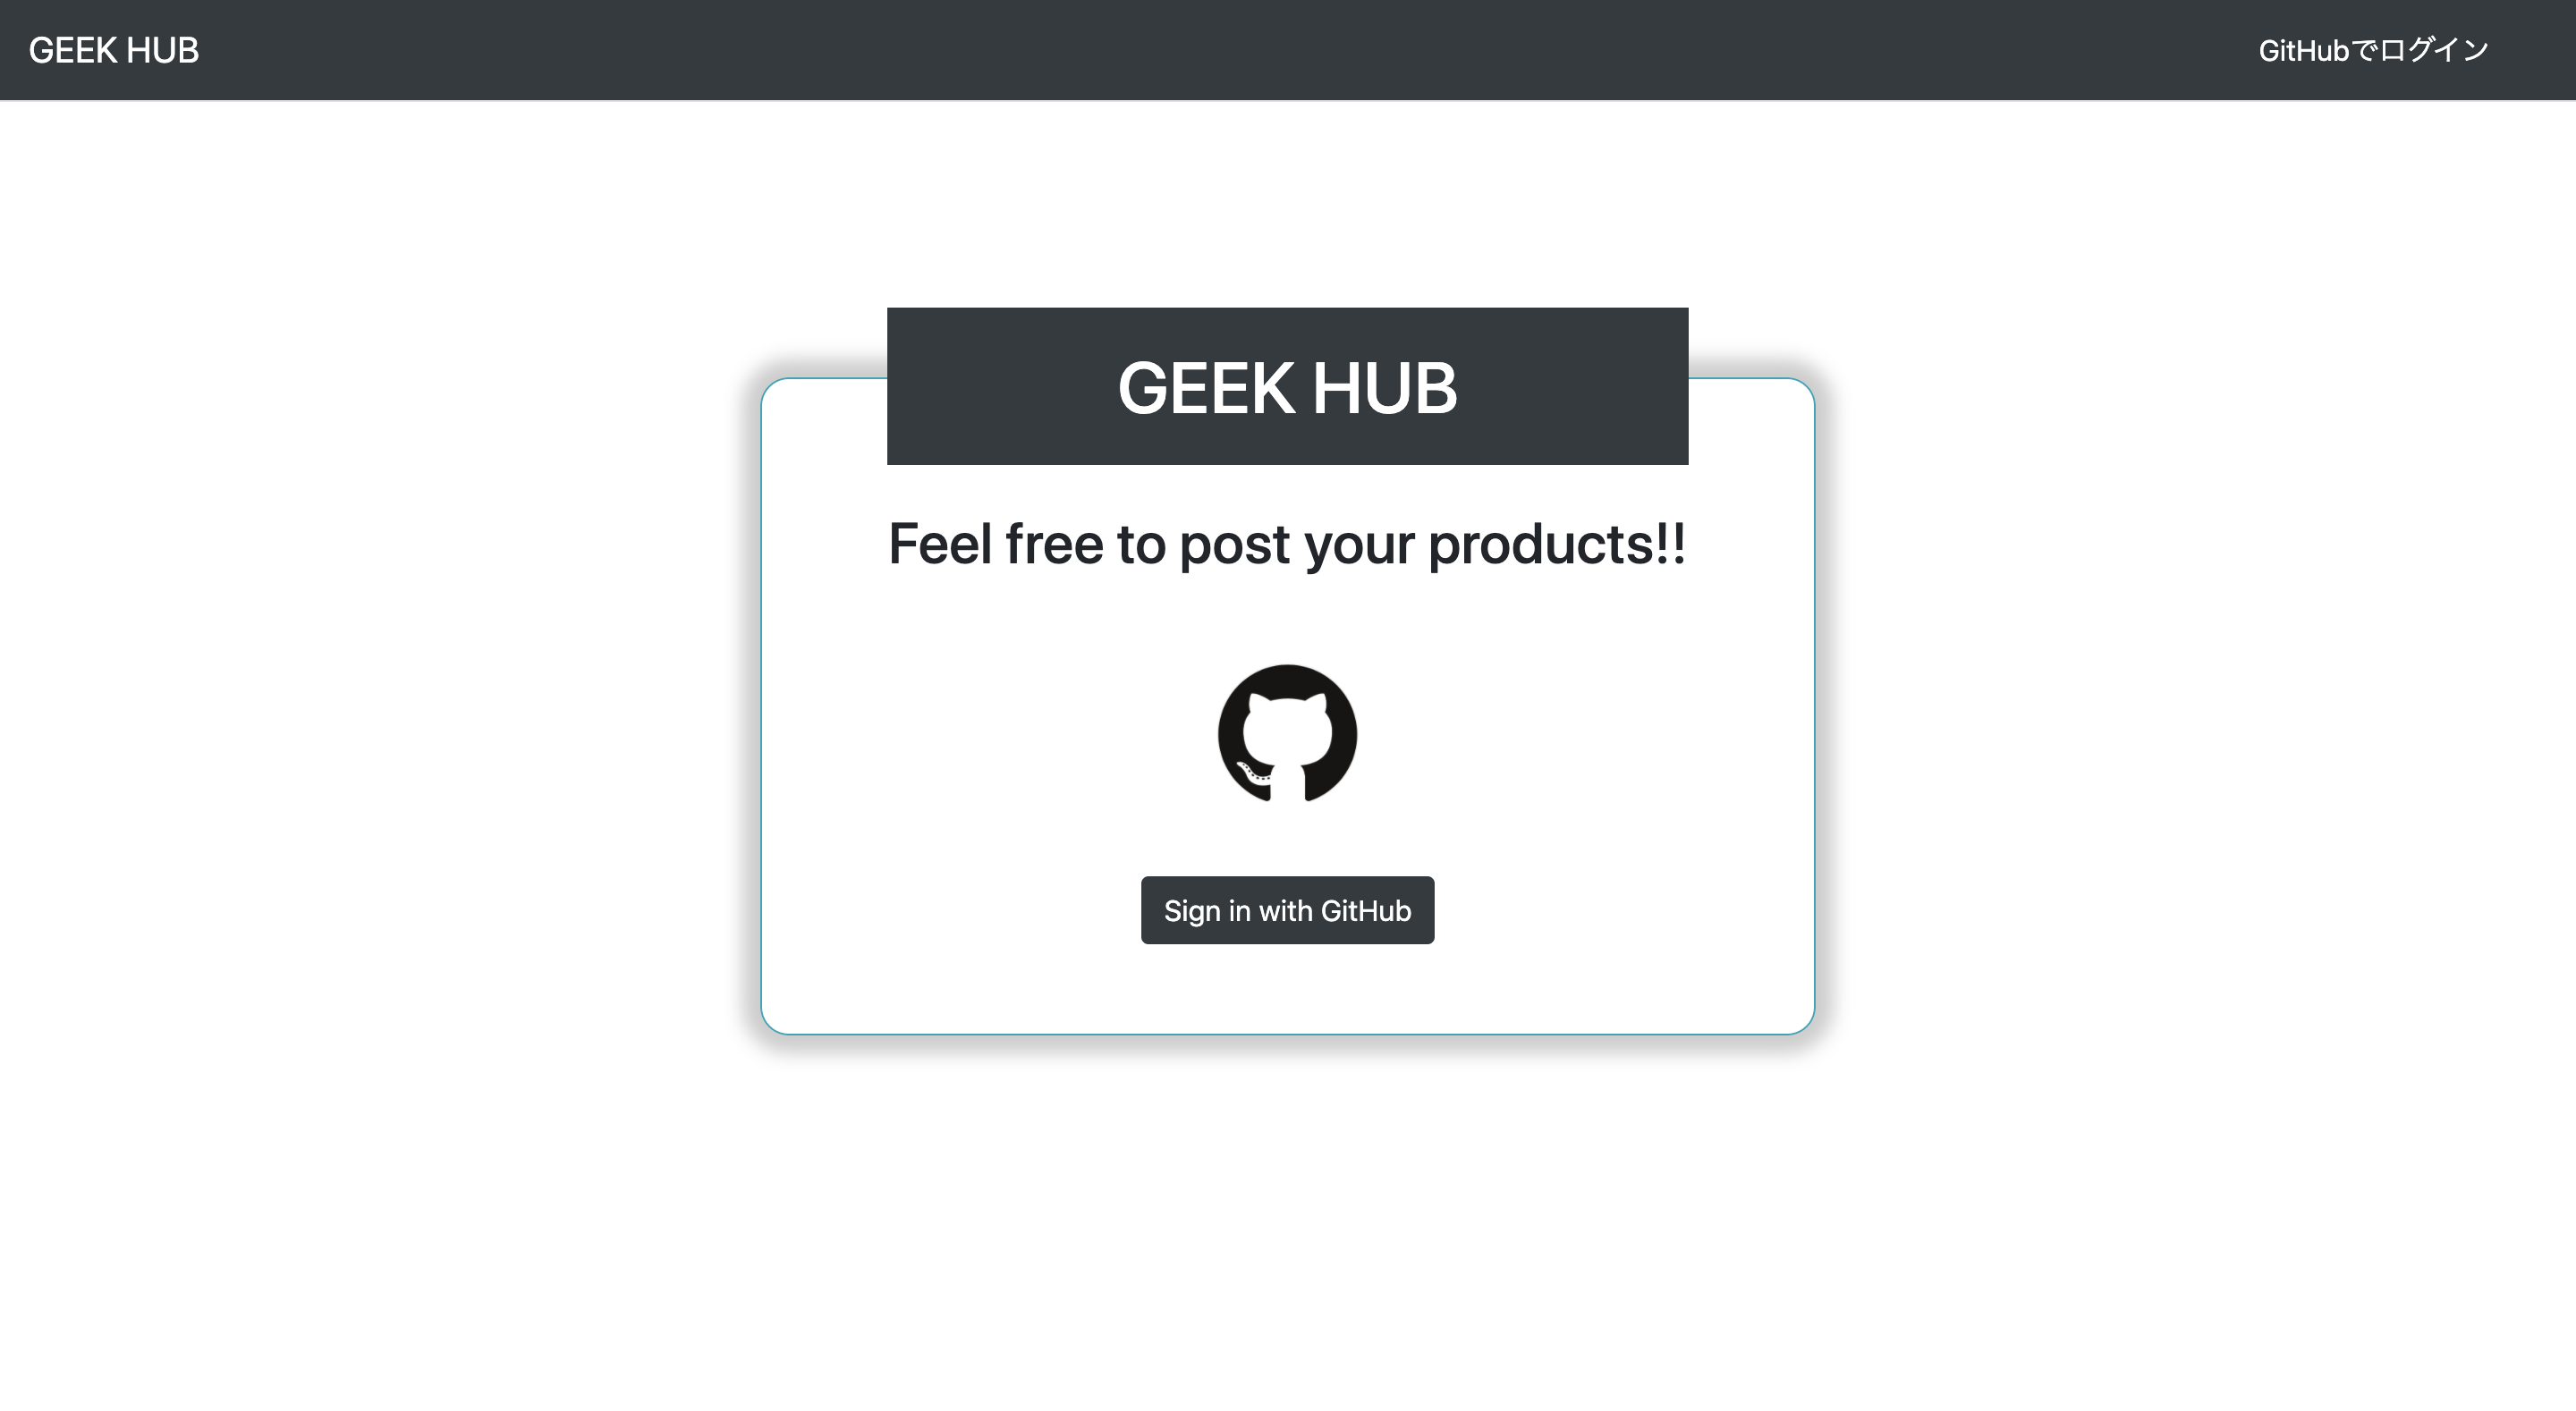 GEEK HUB
GitHubでログイン
GEEK HUB
Feel free to post your products!!
Sign in with GitHub